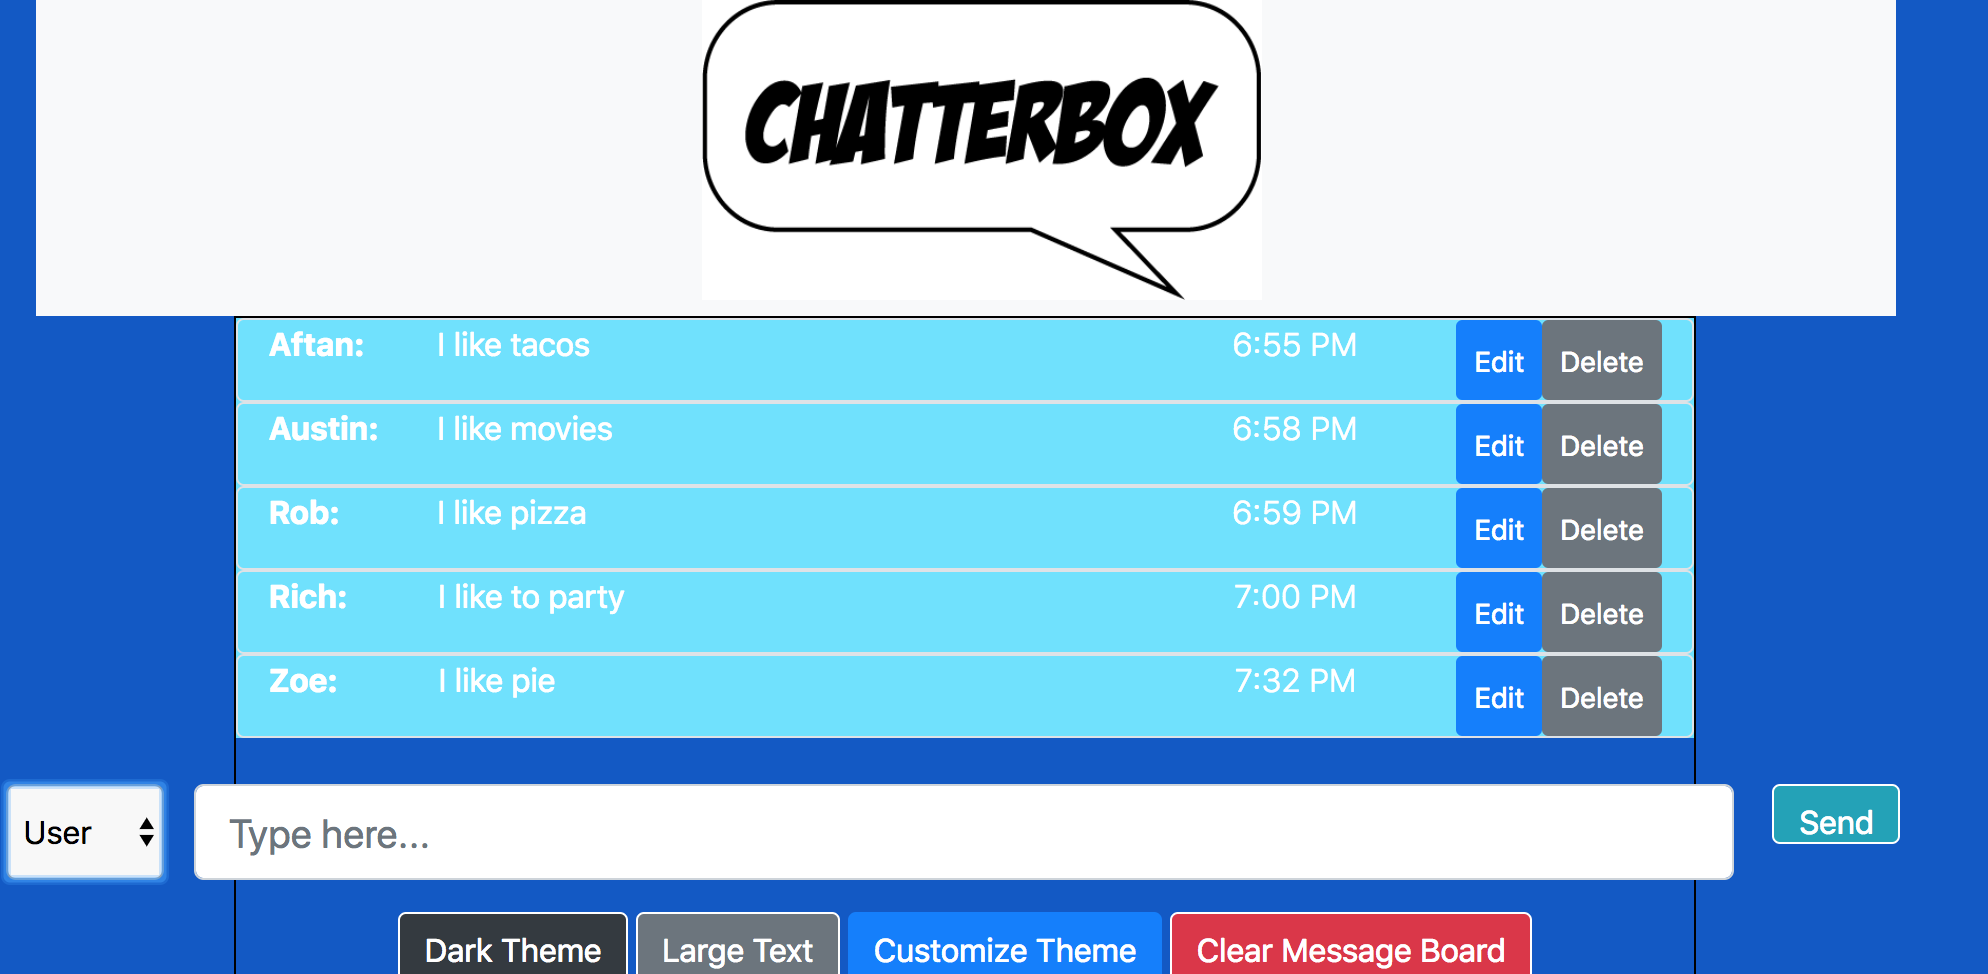 CHATTERBOX
Aftan: I like tacos 6:55 PM Edit Delete
Austin: I like movies 6:58 PM Edit Delete
Rob: I like pizza 6:59 PM Edit Delete
Rich: I like to party 7:00 PM Edit Delete
Zoe: I like pie 7:32 PM Edit Delete
User Type here... Send
Dark Theme Large Text Customize Theme Clear Message Board